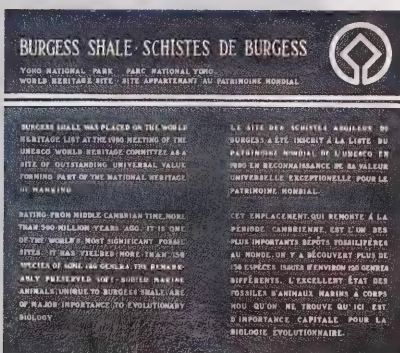 BURGESS SHALE · SCHISTES DE BURGESS
YOHO NATIONAL PARK PARC NATIONAL YOHO
WORLD HERITAGE SITE · SITE APPARTENANT AU PATRIMOINE MONDIAL
BURGESS SHALE WAS PLACED ON THE WORLD
HERITAGE LIST AT THE 1980 MEETING OF THE
UNESCO WORLD HERITAGE COMMITTEE AS A
SITE OF OUTSTANDING UNIVERSAL VALUE
FORMING PART OF THE NATIONAL HERITAGE
OF MANKIND
DATING FROM MIDDLE CAMBRIAN TIME, MORE
THAN 500 MILLION YEARS AGO, IT IS ONE
OF THE WORLD'S MOST SIGNIFICANT FOSSIL
SITES. IT HAS YIELDED MORE THAN 150
SPECIES OF SOME 120 GENERA. THE REMARK-
ABLY PRESERVED SOFT-BODIED MARINE
ANIMALS UNIQUE TO BURGESS SHALE ARE
OF MAJOR IMPORTANCE TO EVOLUTIONARY
BIOLOGY
LE SITE DES SCHISTES ARGILEUX DE
BURGESS A ÉTÉ INSCRIT À LA LISTE DU
PATRIMOINE MONDIAL DE L'UNESCO EN
1980 EN RECONNAISSANCE DE SA VALEUR
UNIVERSELLE EXCEPTIONELLE POUR LE
PATRIMOINE MONDIAL.
CET EMPLACEMENT, QUI REMONTE À LA
PÉRIODE CAMBRIENNE, EST L'UN DES
PLUS IMPORTANTS DÉPÔTS FOSSILIFÈRES
AU MONDE. ON Y A DÉCOUVERT PLUS DE
150 ESPÈCES ISSUES D'ENVIRON 120 GENRES
DIFFÉRENTS. L'EXCELLENT ÉTAT DES
FOSSILES D'ANIMAUX MARINS À CORPS
MOU QU'ON NE TROUVE QU'ICI EST
D'IMPORTANCE CAPITALE POUR LA
BIOLOGIE EVOLUTIONNAIRE.